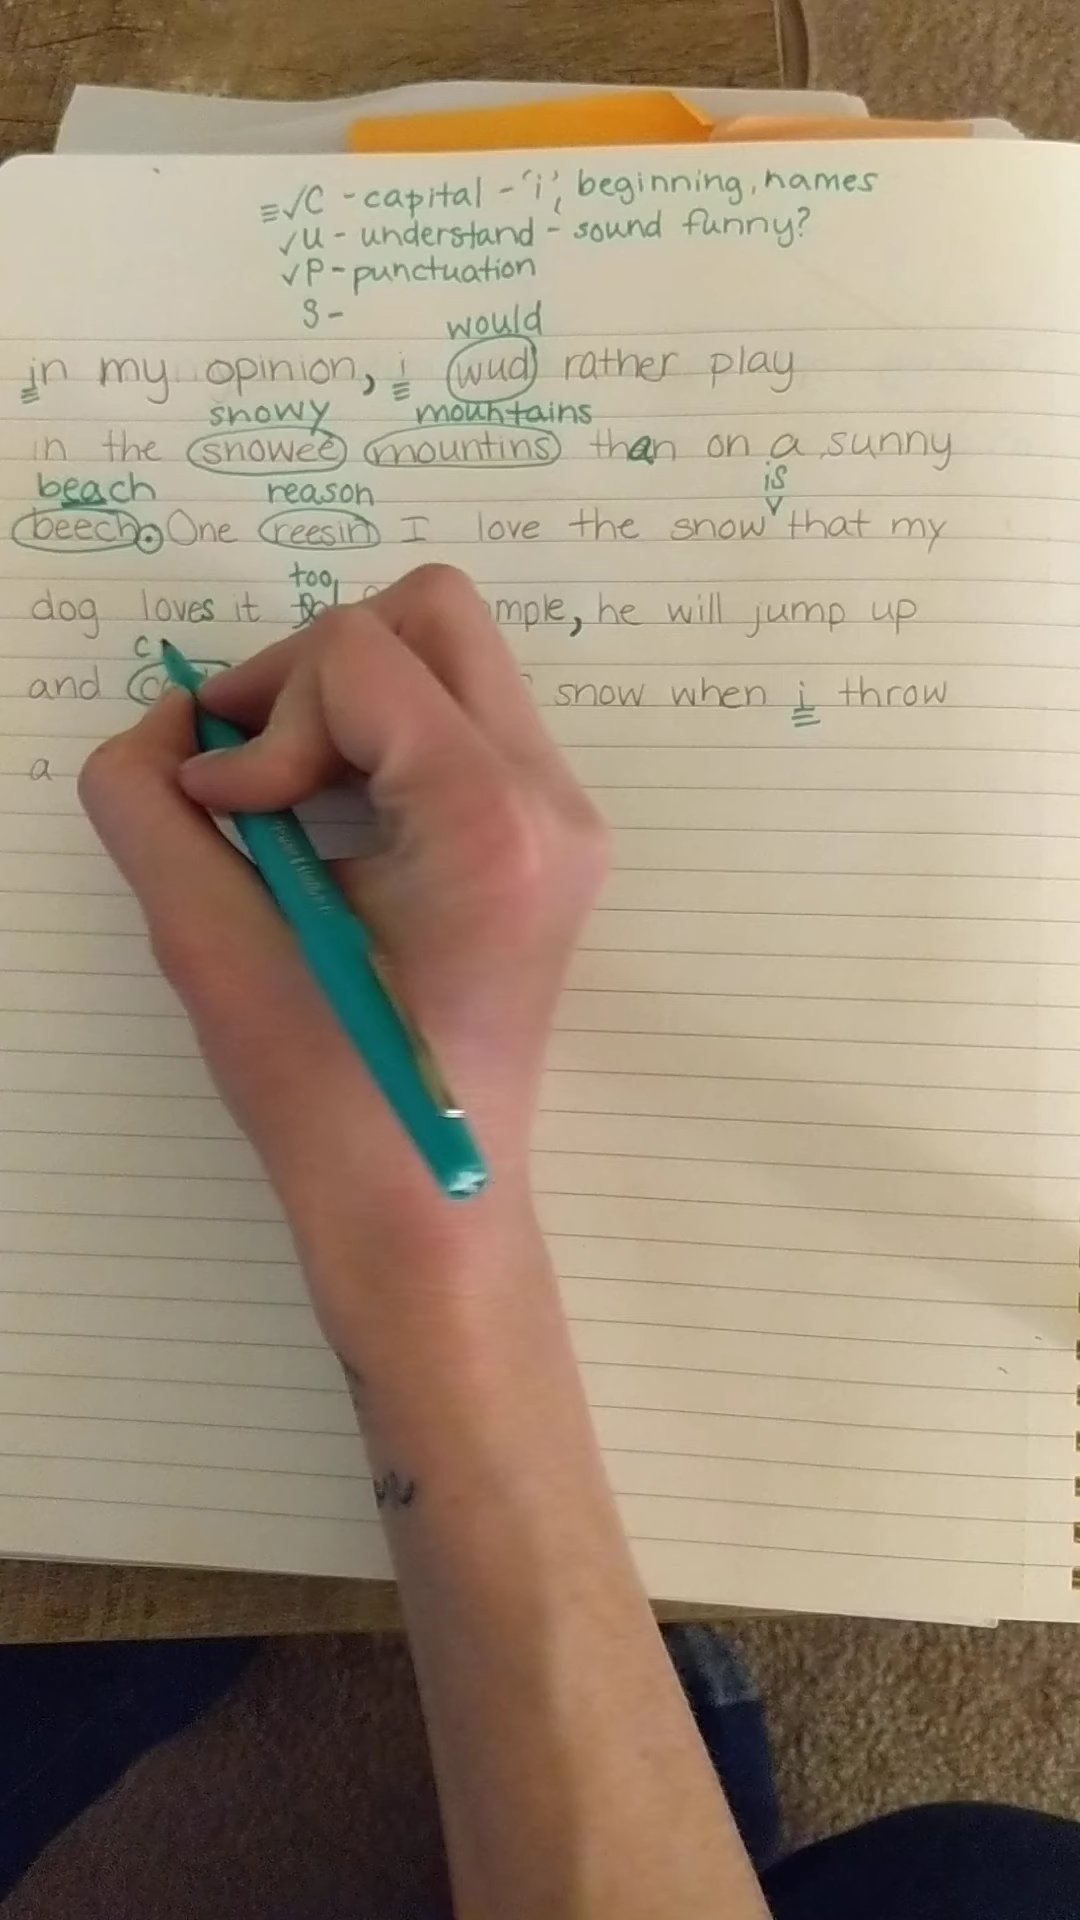 ≡✓C - capital - 'i', beginning, names
✓U - understand - sound funny?
✓P - punctuation
S -
would
in my opinion, i wud rather play
snowy mountains
in the snowee mountins than on a sunny
beach reason is
beech. One reesin I love the snow that my
too
dog loves it mple, he will jump up
c
and snow when i throw
a